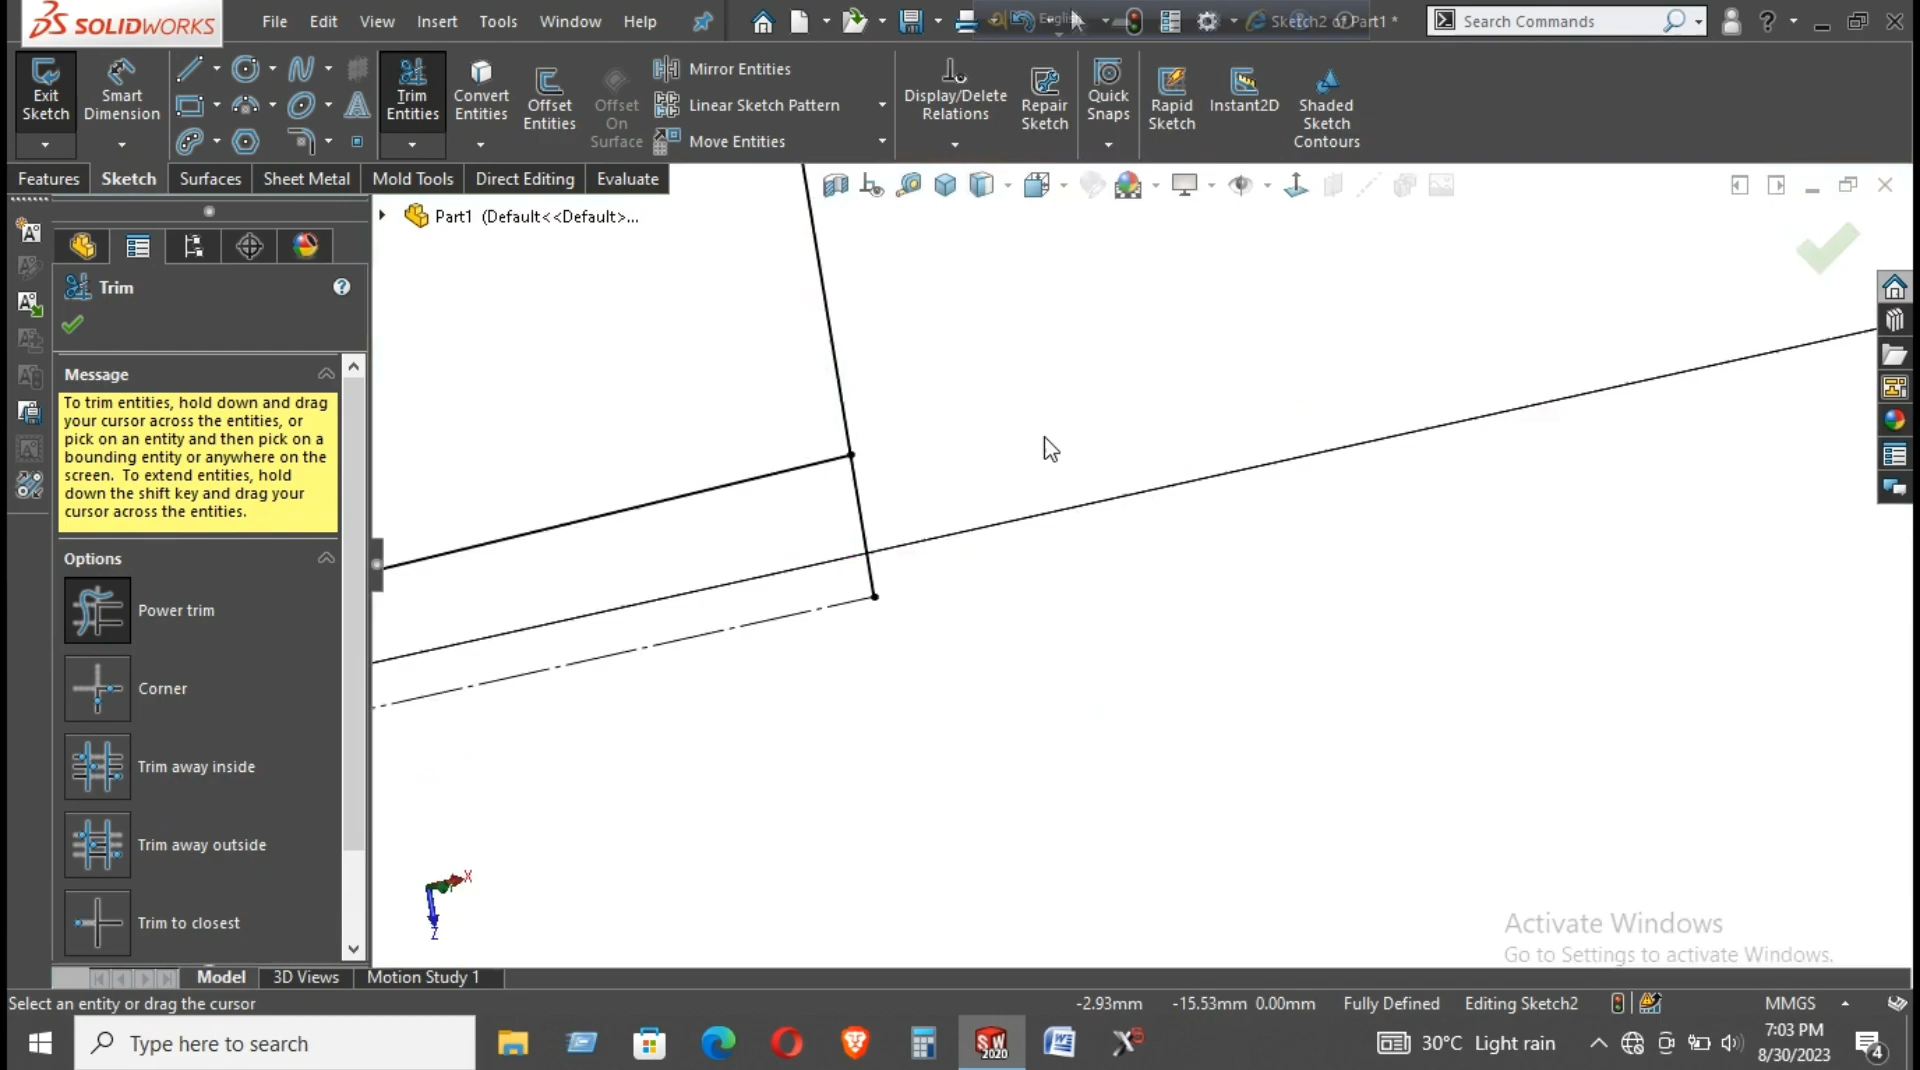 SOLIDWORKS
File
Edit
View
Insert
Tools
Window
Help
English
Sketch2 of Part1 *
Search Commands
Exit
Sketch
Smart
Dimension
Trim
Entities
Convert
Entities
Offset
Entities
Offset
On
Surface
Mirror Entities
Linear Sketch Pattern
Move Entities
Display/Delete
Relations
Repair
Sketch
Quick
Snaps
Rapid
Sketch
Instant2D
Shaded
Sketch
Contours
Features
Sketch
Surfaces
Sheet Metal
Mold Tools
Direct Editing
Evaluate
Part1 (Default<<Default>...
Trim
Message
To trim entities, hold down and drag
your cursor across the entities, or
pick on an entity and then pick on a
bounding entity or anywhere on the
screen. To extend entities, hold
down the shift key and drag your
cursor across the entities.
Options
Power trim
Corner
Trim away inside
Trim away outside
Trim to closest
X
Z
Activate Windows
Go to Settings to activate Windows.
Model
3D Views
Motion Study 1
Select an entity or drag the cursor
-2.93mm
-15.53mm 0.00mm
Fully Defined
Editing Sketch2
MMGS
Type here to search
SW
2020
30°C Light rain
7:03 PM
8/30/2023
4